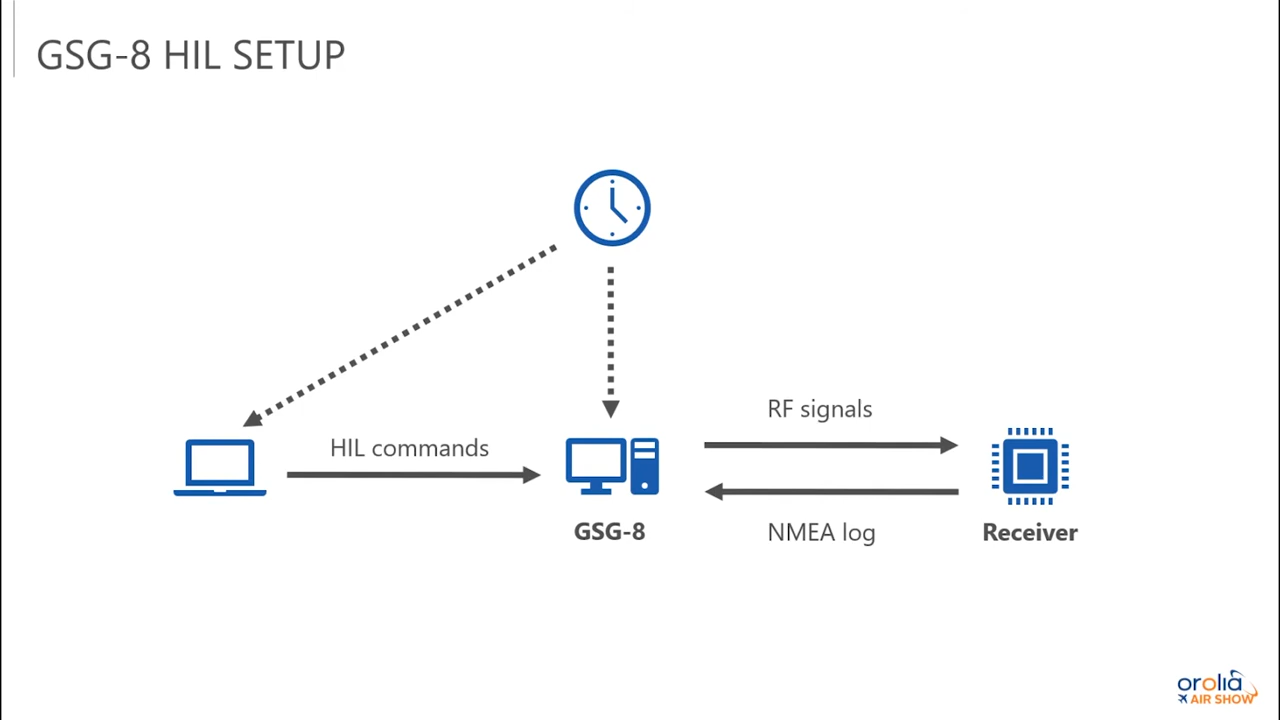 GSG-8 HIL SETUP
RF signals
HIL commands
GSG-8
NMEA log
Receiver
orolia
AIR SHOW